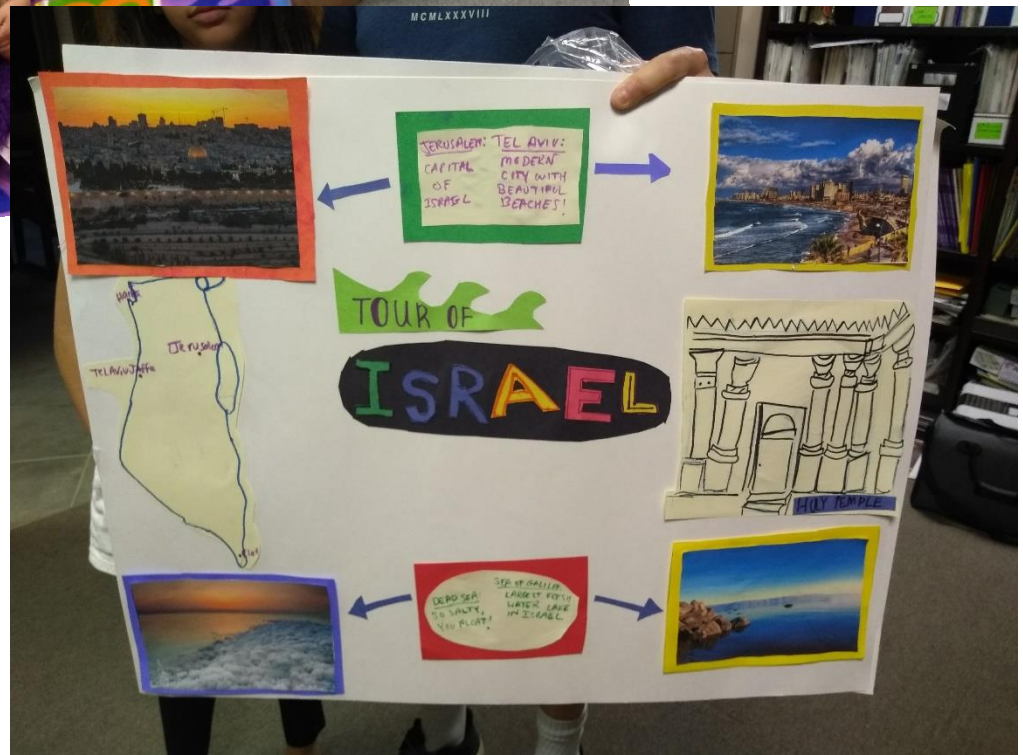 MCMLXXXVIII
JERUSALEM:
CAPITAL
OF
ISRAEL
TEL AVIV:
MODERN
CITY WITH
BEAUTIFUL
BEACHES!
TOUR OF
ISRAEL
Haifa
Jerusalem
TEL AVIV JAFFA
HOLY TEMPLE
DEAD SEA:
SO SALTY,
YOU FLOAT!
SEA OF GALILEE:
LARGEST FRESH
WATER LAKE
IN ISRAEL